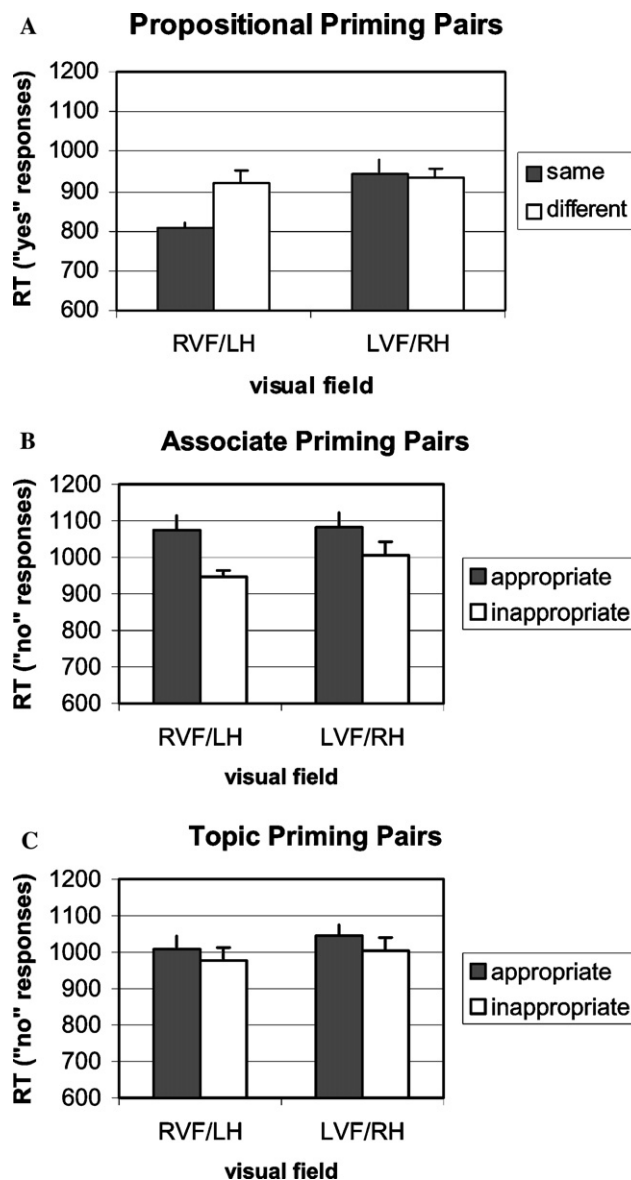 A
Propositional Priming Pairs
1200
1100
1000
900
800
700
600
RT ("yes" responses)
RVF/LH
LVF/RH
visual field
same
different
B
Associate Priming Pairs
1200
1100
1000
900
800
700
600
RT ("no" responses)
RVF/LH
LVF/RH
visual field
appropriate
inappropriate
C
Topic Priming Pairs
1200
1100
1000
900
800
700
600
RT ("no" responses)
RVF/LH
LVF/RH
visual field
appropriate
inappropriate